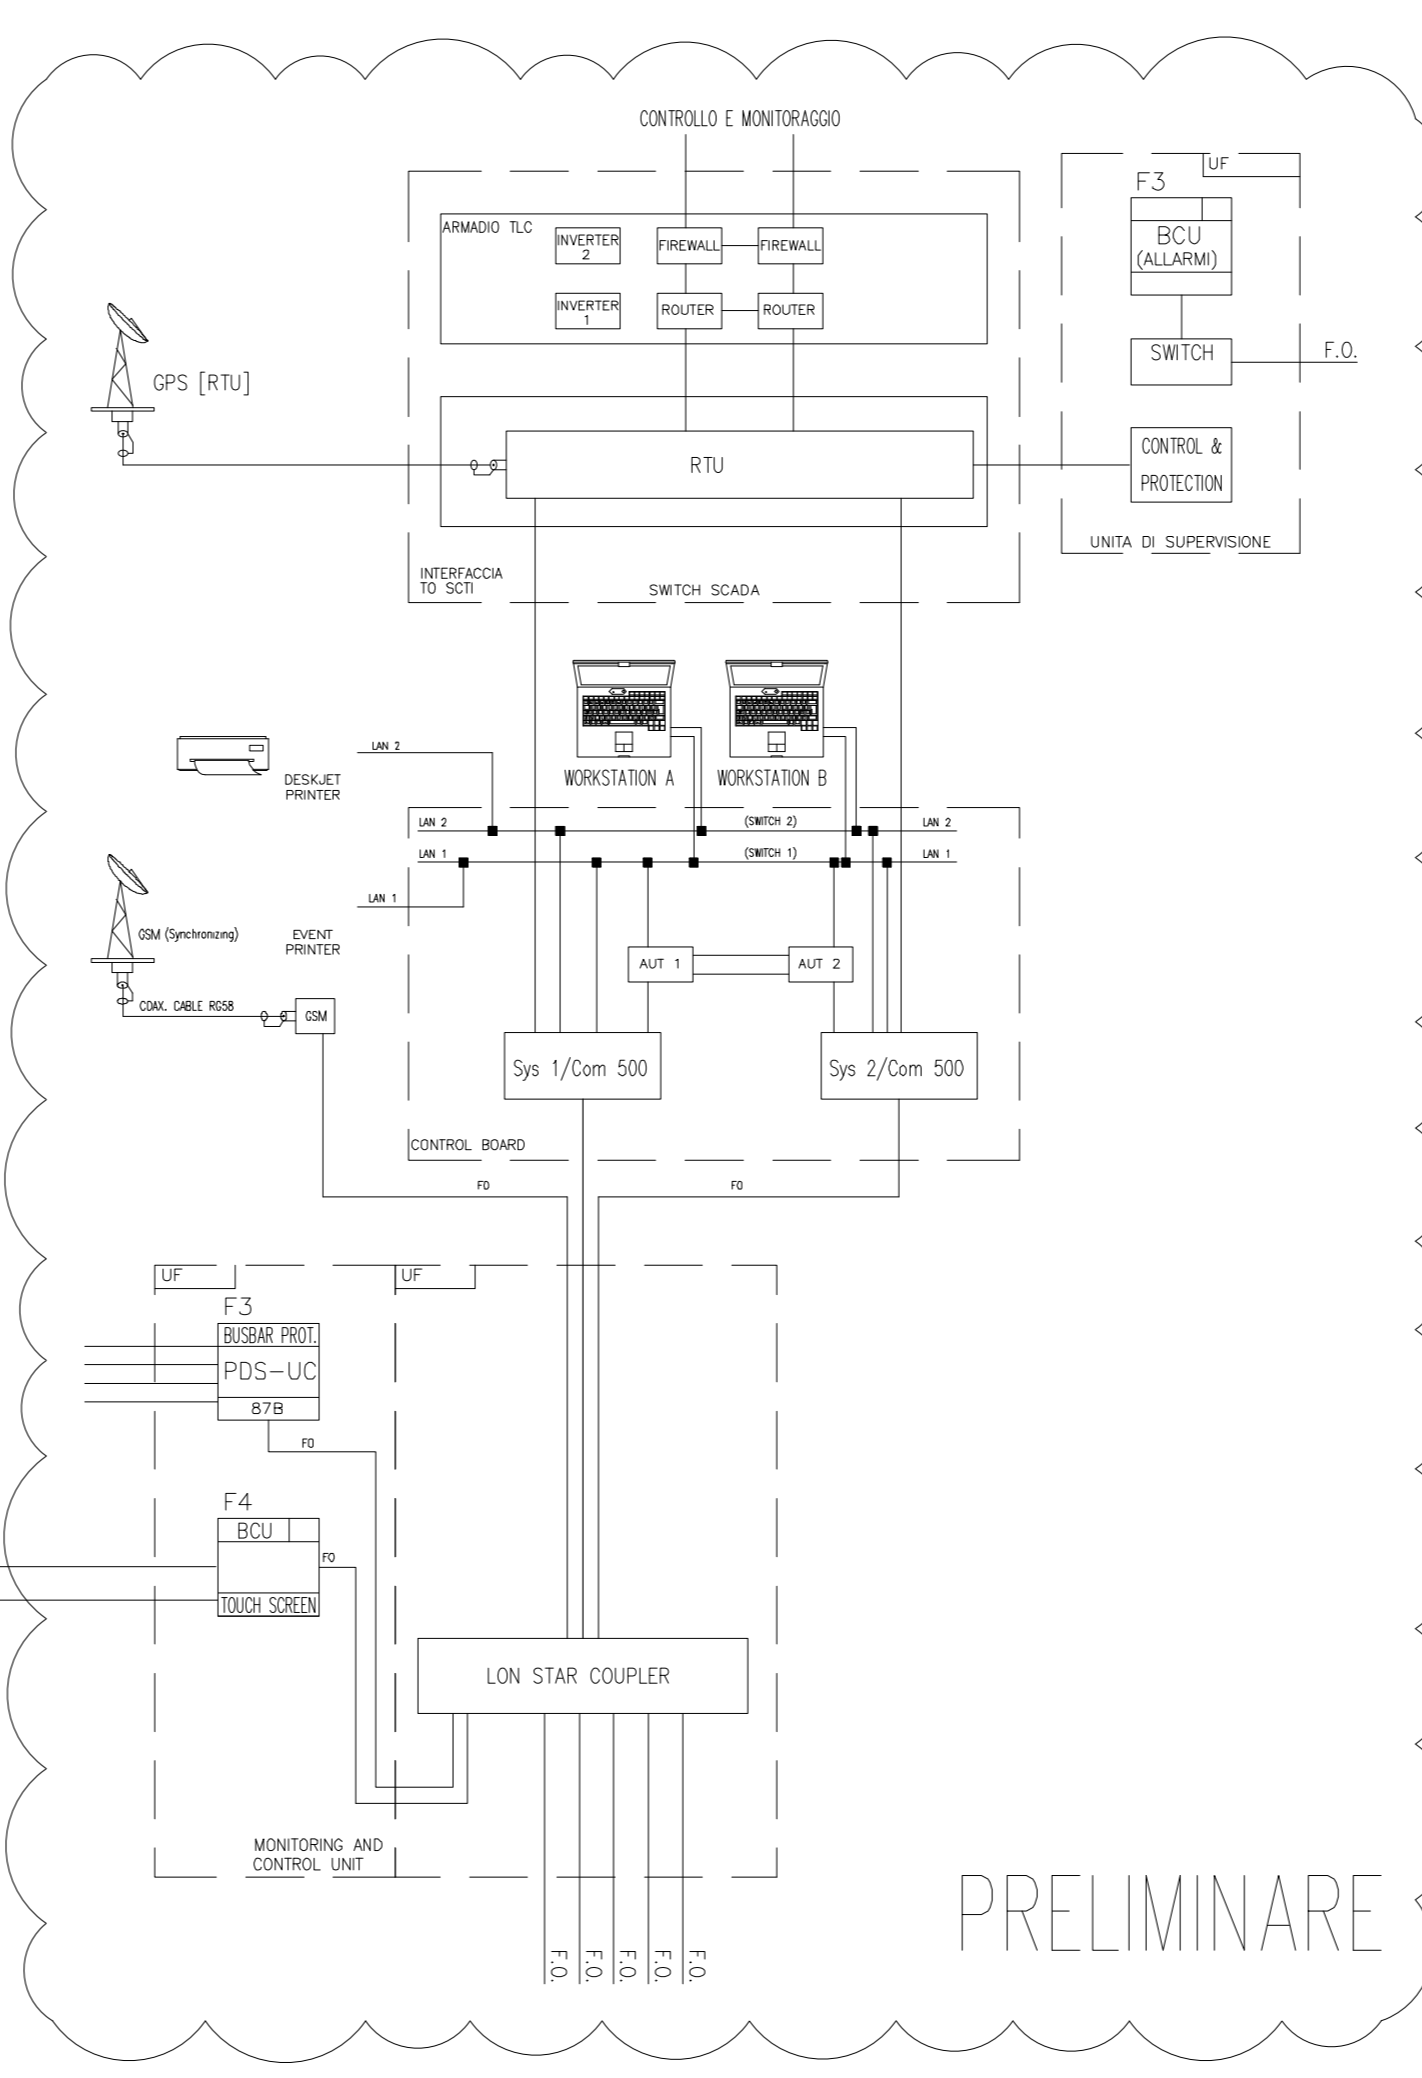 CONTROLLO E MONITORAGGIO
UF
F3
BCU
(ALLARMI)
ARMADIO TLC
INVERTER
2
FIREWALL
FIREWALL
INVERTER
1
ROUTER
ROUTER
SWITCH
F.O.
GPS [RTU]
RTU
CONTROL &
PROTECTION
UNITA DI SUPERVISIONE
INTERFACCIA
TO SCTI
SWITCH SCADA
LAN 2
DESKJET
PRINTER
WORKSTATION A
WORKSTATION B
LAN 2
(SWITCH 2)
LAN 2
LAN 1
(SWITCH 1)
LAN 1
LAN 1
GSM (Synchronizing)
EVENT
PRINTER
AUT 1
AUT 2
COAX. CABLE RG58
GSM
Sys 1/Com 500
Sys 2/Com 500
CONTROL BOARD
FO
FO
UF
UF
F3
BUSBAR PROT.
PDS-UC
87B
FO
F4
BCU
FO
TOUCH SCREEN
LON STAR COUPLER
MONITORING AND
CONTROL UNIT
PRELIMINARE
F.O.
F.O.
F.O.
F.O.
F.O.